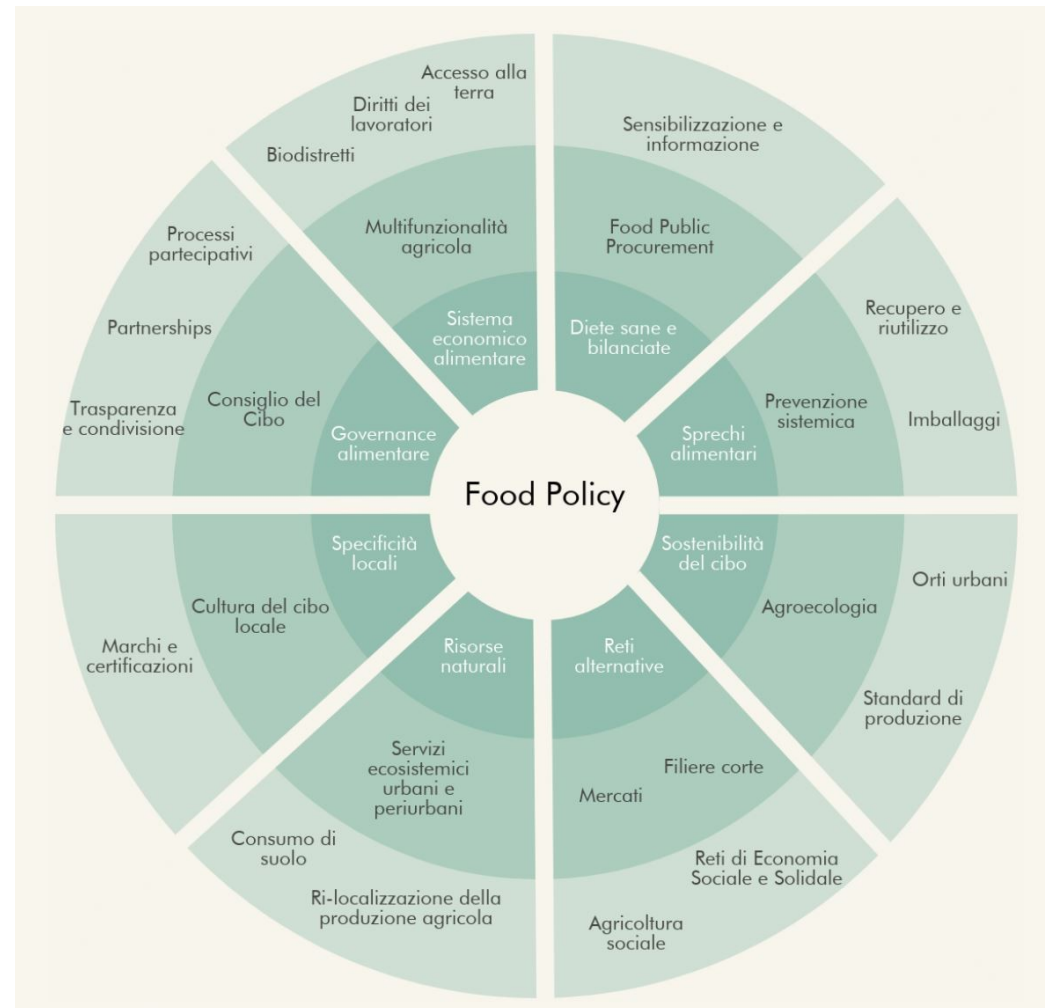 Accesso alla
terra
Diritti dei
lavoratori
Biodistretti
Multifunzionalità
agricola
Sistema
economico
alimentare
Sensibilizzazione e
informazione
Food Public
Procurement
Diete sane e
bilanciate
Recupero e
riutilizzo
Imballaggi
Prevenzione
sistemica
Sprechi
alimentari
Processi
partecipativi
Partnerships
Trasparenza
e condivisione
Consiglio del
Cibo
Governance
alimentare
Food Policy
Specificità
locali
Cultura del cibo
locale
Marchi e
certificazioni
Sostenibilità
del cibo
Agroecologia
Orti urbani
Standard di
produzione
Risorse
naturali
Servizi
ecosistemici
urbani e
periurbani
Consumo di
suolo
Ri-localizzazione della
produzione agricola
Reti
alternative
Filiere corte
Mercati
Reti di Economia
Sociale e Solidale
Agricoltura
sociale